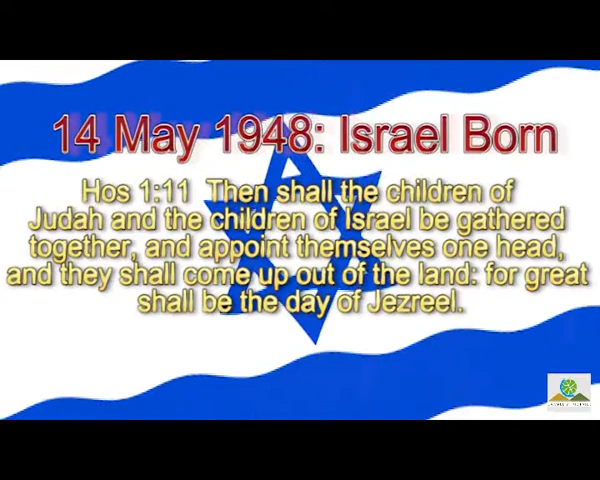 14 May 1948: Israel Born
Hos 1:11 Then shall the children of
Judah and the children of Israel be gathered
together, and appoint themselves one head,
and they shall come up out of the land: for great
shall be the day of Jezreel.